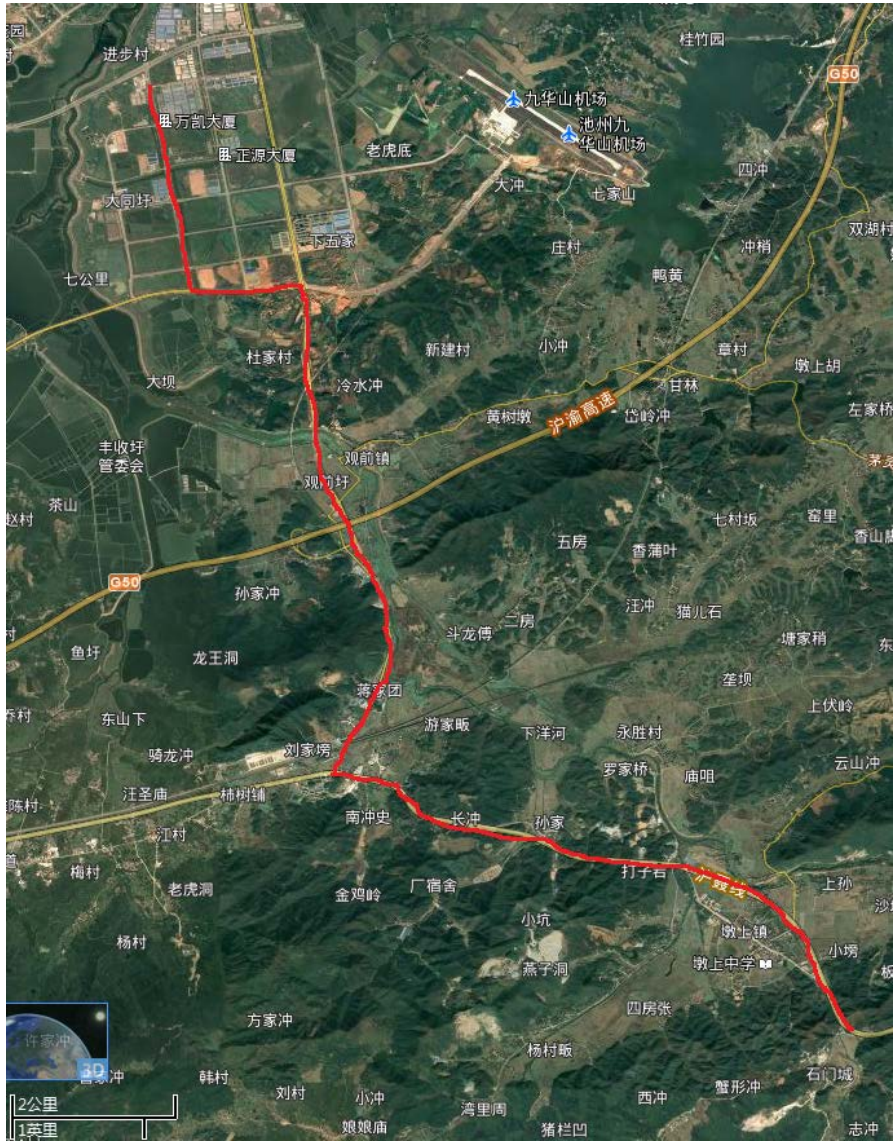 花园
进步村
桂竹园
G50
九华山机场
万凯大厦
池州九
华山机场
正源大厦
老虎底
四冲
大冲
七家山
大同圩
双湖村
下五家
庄村
冲梢
七公里
鸭黄
新建村
小冲
章村
杜家村
墩上胡
大坝
冷水冲
甘林
黄树墩
沪渝高速
岱岭冲
左家桥
丰收圩
管委会
观前镇
观前圩
茶山
赵村
七村坂
窑里
五房
香蒲叶
香山脚
G50
孙家冲
汪冲
猫儿石
二房
斗龙傅
塘家稍
鱼圩
龙王洞
东
蒋家团
垄坝
乔村
东山下
游家畈
下洋河
永胜村
上伏岭
骑龙冲
刘家塝
罗家桥
庙咀
云山冲
汪圣庙
柿树铺
陈村
江村
南冲史
长冲
孙家
梅村
老虎洞
金鸡岭
厂宿舍
打子石
上孙
小坑
墩上镇
杨村
小塝
燕子洞
墩上中学
四房张
方家冲
许家冲
杨村畈
3D
韩村
石门城
刘村
小冲
西冲
蟹形冲
2公里
湾里周
1英里
娘娘庙
猪栏凹
志冲